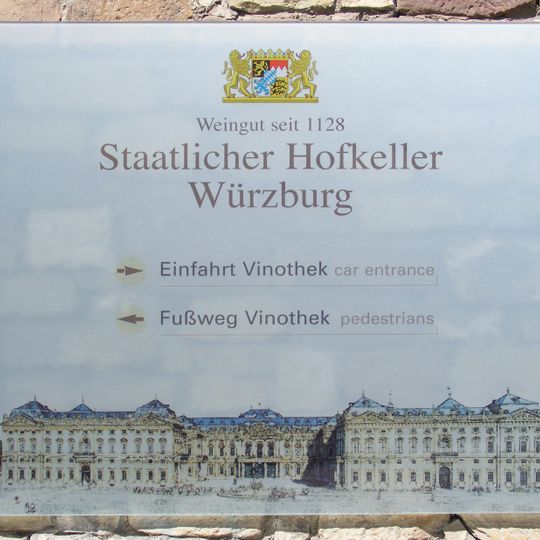 Weingut seit 1128
Staatlicher Hofkeller
Würzburg
Einfahrt Vinothek car entrance
Fußweg Vinothek pedestrians